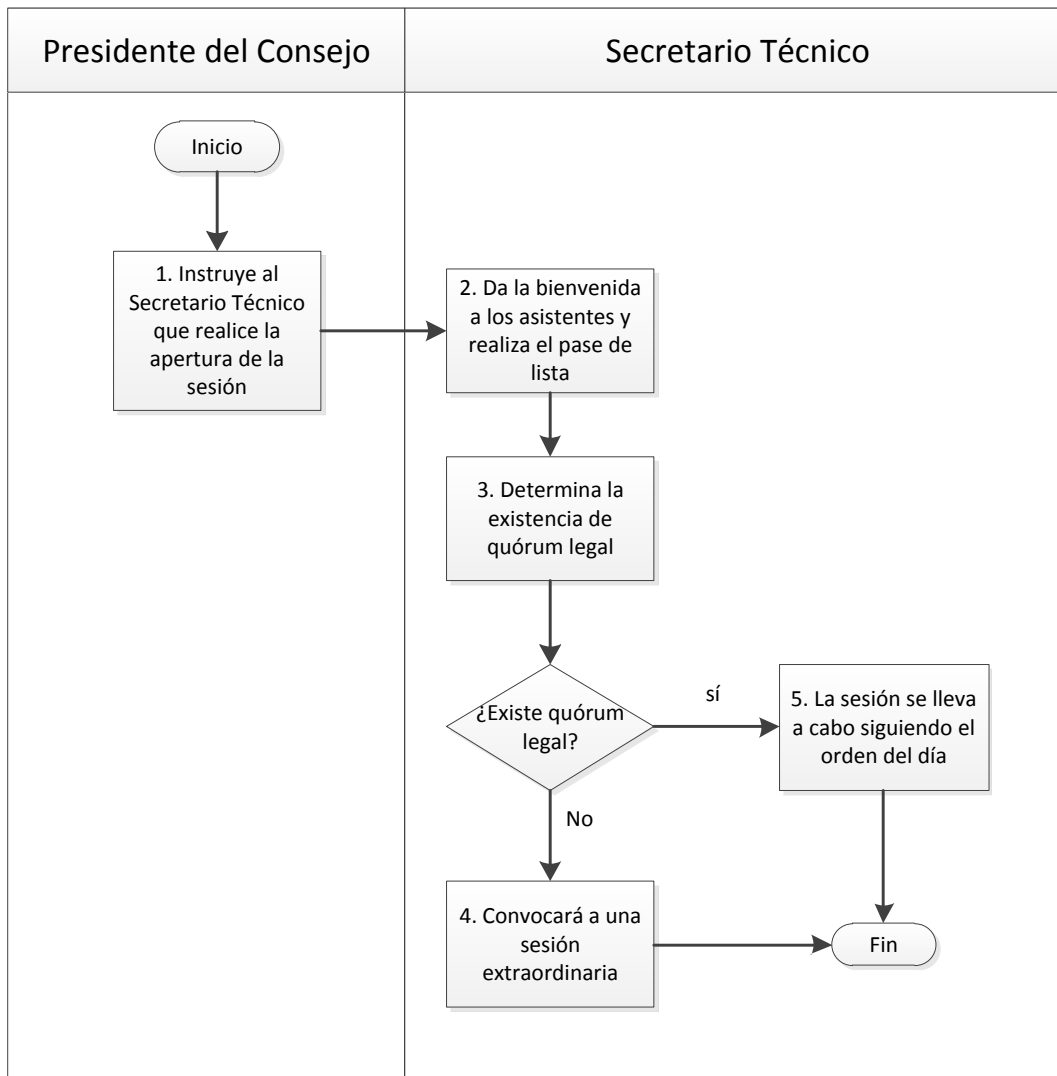 Presidente del Consejo
Secretario Técnico
Inicio
1. Instruye al
Secretario Técnico
que realice la
apertura de la
sesión
2. Da la bienvenida
a los asistentes y
realiza el pase de
lista
3. Determina la
existencia de
quórum legal
¿Existe quórum
legal?
sí
5. La sesión se lleva
a cabo siguiendo el
orden del día
No
4. Convocará a una
sesión
extraordinaria
Fin